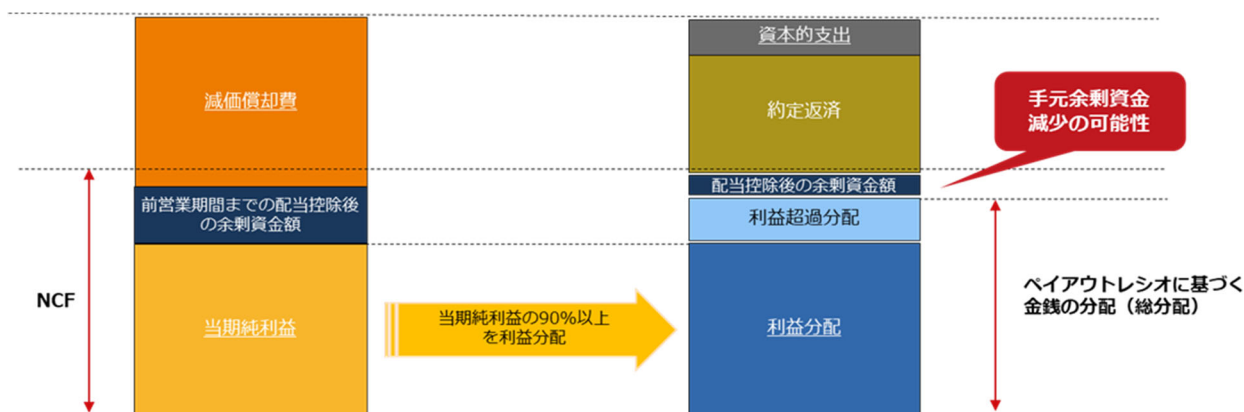 減価償却費
前営業期間までの配当控除後
の余剰資金額
当期純利益
NCF
当期純利益の90%以上
を利益分配
資本的支出
約定返済
配当控除後の余剰資金額
利益超過分配
利益分配
手元余剰資金
減少の可能性
ペイアウトレシオに基づく
金銭の分配（総分配）